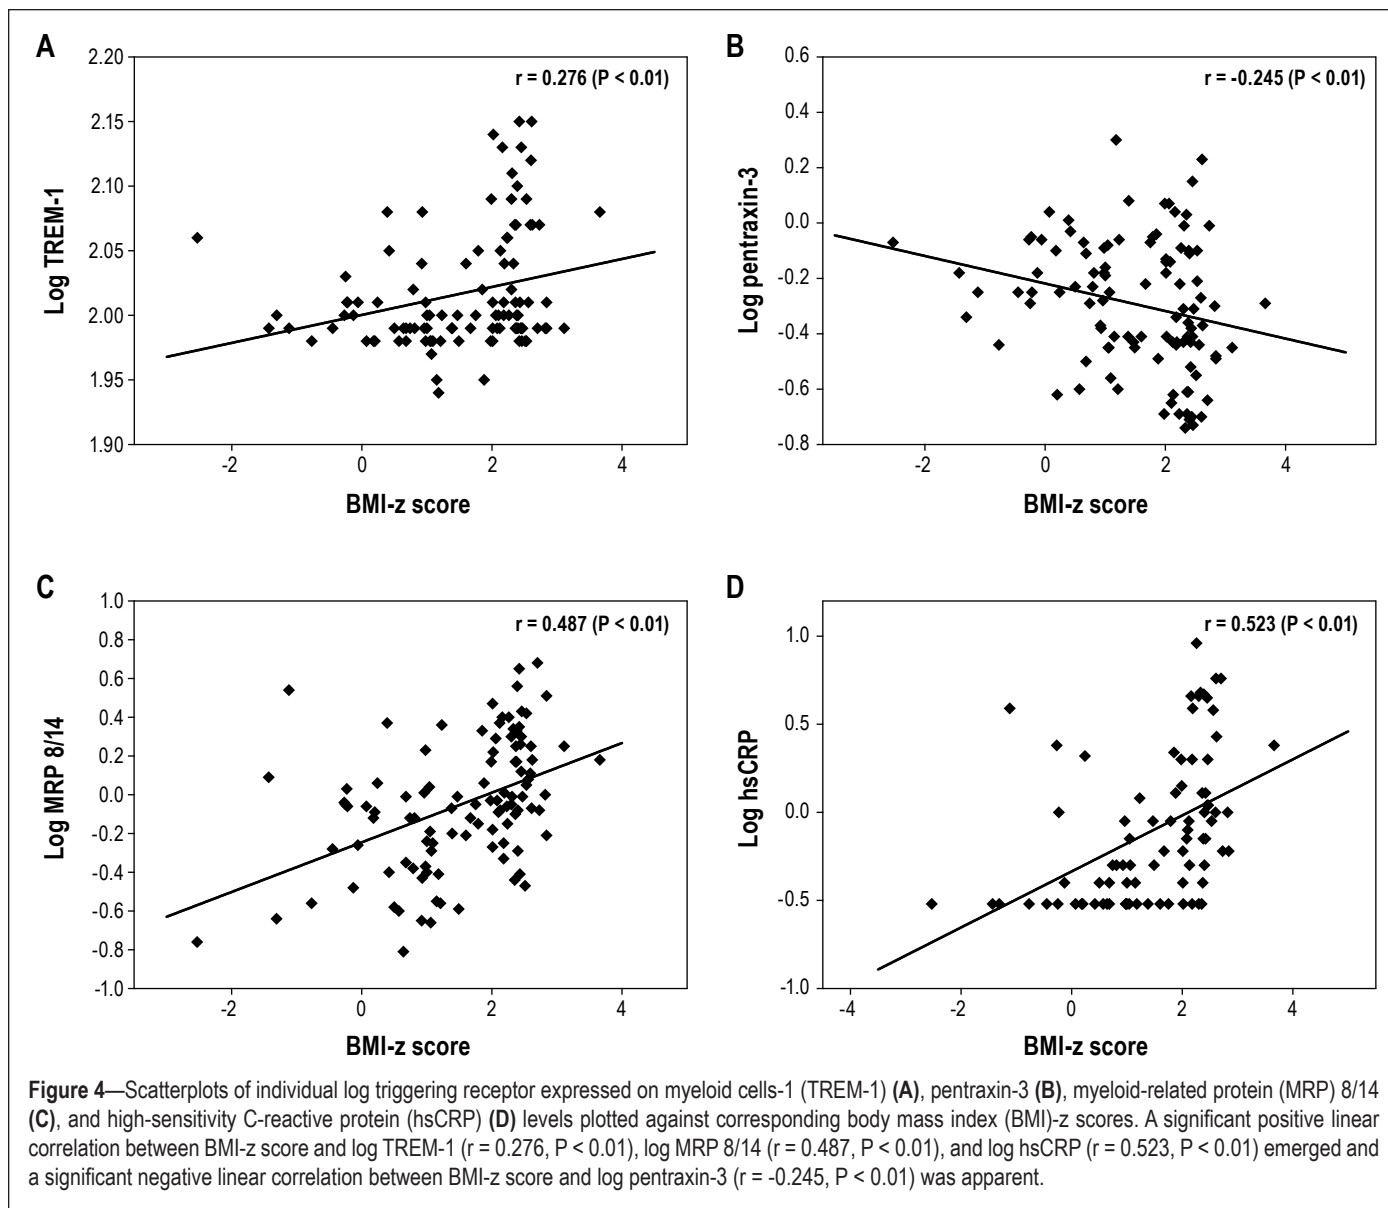 A
r = 0.276 (P < 0.01)
2.20
2.15
2.10
2.05
2.00
1.95
1.90
Log TREM-1
-2
0
2
4
BMI-z score
B
r = -0.245 (P < 0.01)
0.6
0.4
0.2
0.0
-0.2
-0.4
-0.6
-0.8
Log pentraxin-3
-2
0
2
4
BMI-z score
C
r = 0.487 (P < 0.01)
1.0
0.8
0.6
0.4
0.2
0.0
-0.2
-0.4
-0.6
-0.8
-1.0
Log MRP 8/14
-2
0
2
4
BMI-z score
D
r = 0.523 (P < 0.01)
1.0
0.5
0.0
-0.5
-1.0
Log hsCRP
-4
-2
0
2
4
BMI-z score
Figure 4—Scatterplots of individual log triggering receptor expressed on myeloid cells-1 (TREM-1) (A), pentraxin-3 (B), myeloid-related protein (MRP) 8/14
(C), and high-sensitivity C-reactive protein (hsCRP) (D) levels plotted against corresponding body mass index (BMI)-z scores. A significant positive linear
correlation between BMI-z score and log TREM-1 (r = 0.276, P < 0.01), log MRP 8/14 (r = 0.487, P < 0.01), and log hsCRP (r = 0.523, P < 0.01) emerged and
a significant negative linear correlation between BMI-z score and log pentraxin-3 (r = -0.245, P < 0.01) was apparent.